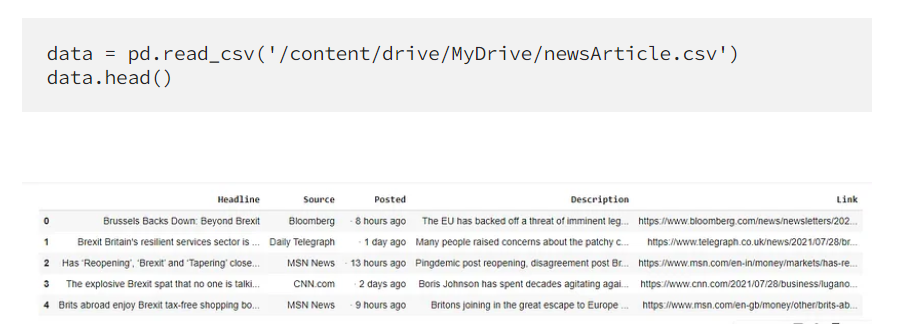 data = pd.read_csv('/content/drive/MyDrive/newsArticle.csv')
data.head()
Headline Source Posted Description Link
0 Brussels Backs Down: Beyond Brexit Bloomberg · 8 hours ago The EU has backed off a threat of imminent leg... https://www.bloomberg.com/news/newsletters/202...
1 Brexit Britain's resilient services sector is ... Daily Telegraph · 1 day ago Many people raised concerns about the patchy c... https://www.telegraph.co.uk/news/2021/07/28/br...
2 Has 'Reopening', 'Brexit' and 'Tapering' close... MSN News · 13 hours ago Pingdemic post reopening, disagreement post Br... https://www.msn.com/en-in/money/markets/has-re...
3 The explosive Brexit spat that no one is talki... CNN.com · 2 days ago Boris Johnson has spent decades agitating agai... https://www.cnn.com/2021/07/28/business/lugano...
4 Brits abroad enjoy Brexit tax-free shopping bo... MSN News · 9 hours ago Britons joining in the great escape to Europe ... https://www.msn.com/en-gb/money/other/brits-ab...